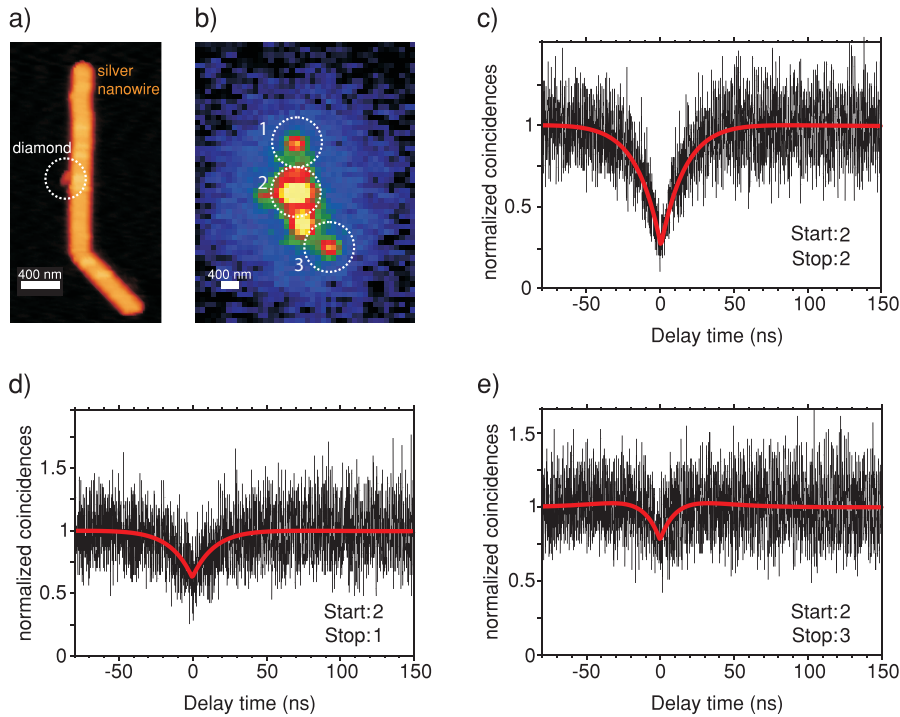 a)
silver
nanowire
diamond
400 nm
b)
1
2
3
400 nm
c)
normalized coincidences
1
0.5
0
-50
0
50
100
150
Delay time (ns)
Start:2
Stop:2
d)
normalized coincidences
1.5
1
0.5
0
-50
0
50
100
150
Delay time (ns)
Start:2
Stop:1
e)
normalized coincidences
1.5
1
0.5
0
-50
0
50
100
150
Delay time (ns)
Start:2
Stop:3